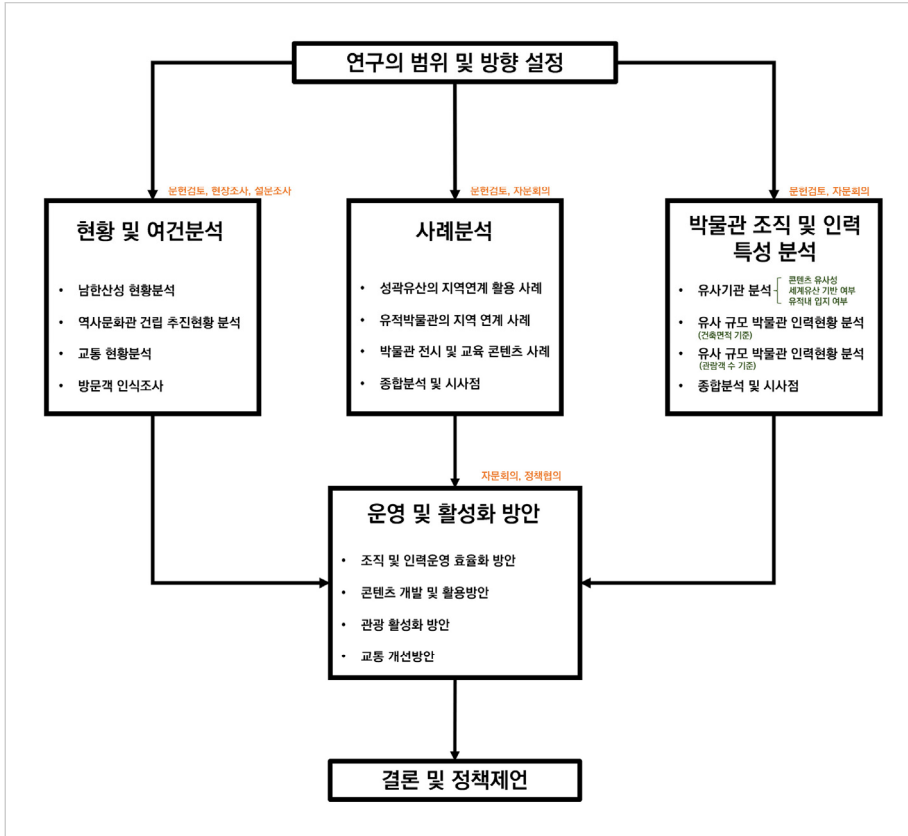 연구의 범위 및 방향 설정
문헌검토, 현장조사, 설문조사
현황 및 여건분석
• 남한산성 현황분석
• 역사문화관 건립 추진현황 분석
• 교통 현황분석
• 방문객 인식조사
문헌검토, 자문회의
사례분석
• 성곽유산의 지역연계 활용 사례
• 유적박물관의 지역 연계 사례
• 박물관 전시 및 교육 콘텐츠 사례
• 종합분석 및 시사점
문헌검토, 자문회의
박물관 조직 및 인력
특성 분석
• 유사기관 분석
콘텐츠 유사성
세계유산 기반 여부
유적내 입지 여부
• 유사 규모 박물관 인력현황 분석
(건축면적 기준)
• 유사 규모 박물관 인력현황 분석
(관람객 수 기준)
• 종합분석 및 시사점
자문회의, 정책협의
운영 및 활성화 방안
• 조직 및 인력운영 효율화 방안
• 콘텐츠 개발 및 활용방안
• 관광 활성화 방안
• 교통 개선방안
결론 및 정책제언